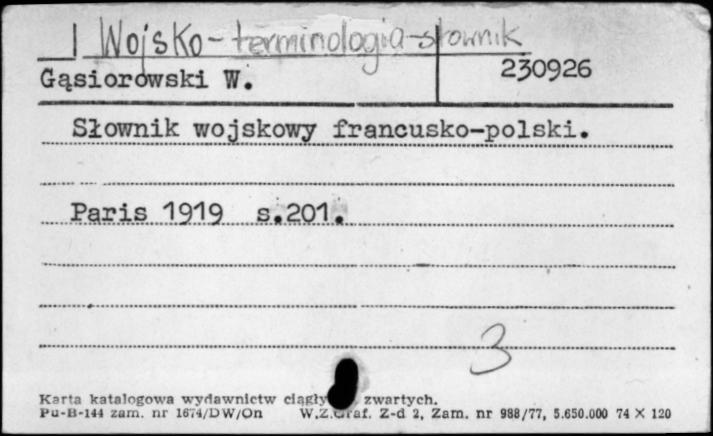 I Wojsko - terminologia - słownik
Gąsiorowski W. 230926
Słownik wojskowy francusko-polski.
Paris 1919 s.201.
3
Karta katalogowa wydawnictw zwartych.
Pu-B-144 zam. nr 1674/DW/On W.Z.Graf. Z-d 2, Zam. nr 988/77, 5.650.000 74 X 120